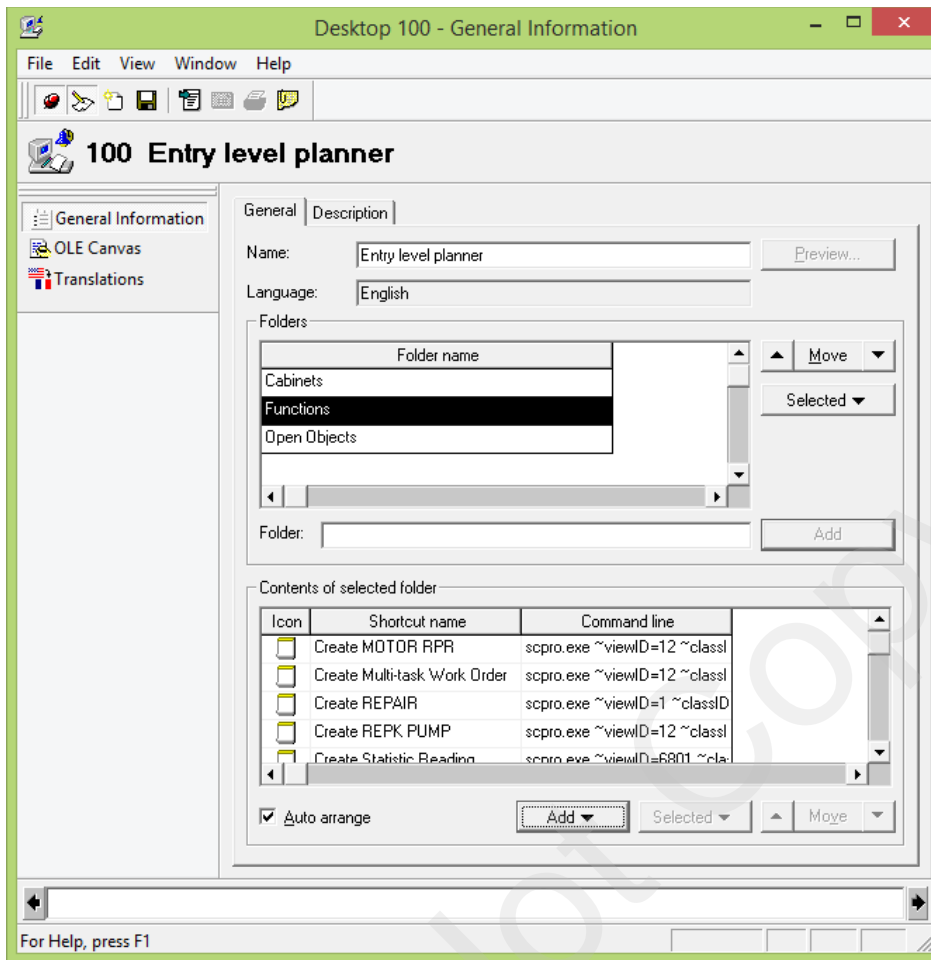 Desktop 100 - General Information
File Edit View Window Help
100 Entry level planner
General Information
OLE Canvas
Translations
General Description
Name: Entry level planner Preview...
Language: English
Folders
Folder name
Move
Cabinets
Selected
Functions
Open Objects
Folder: Add
Contents of selected folder
Icon Shortcut name Command line
Create MOTOR RPR scpro.exe ~viewID=12 ~classI
Create Multi-task Work Order scpro.exe ~viewID=12 ~classI
Create REPAIR scpro.exe ~viewID=1 ~classID
Create REPK PUMP scpro.exe ~viewID=12 ~classI
Create Statistic Reading scpro.exe ~viewID=6801 ~cla
Auto arrange Add Selected Move
For Help, press F1